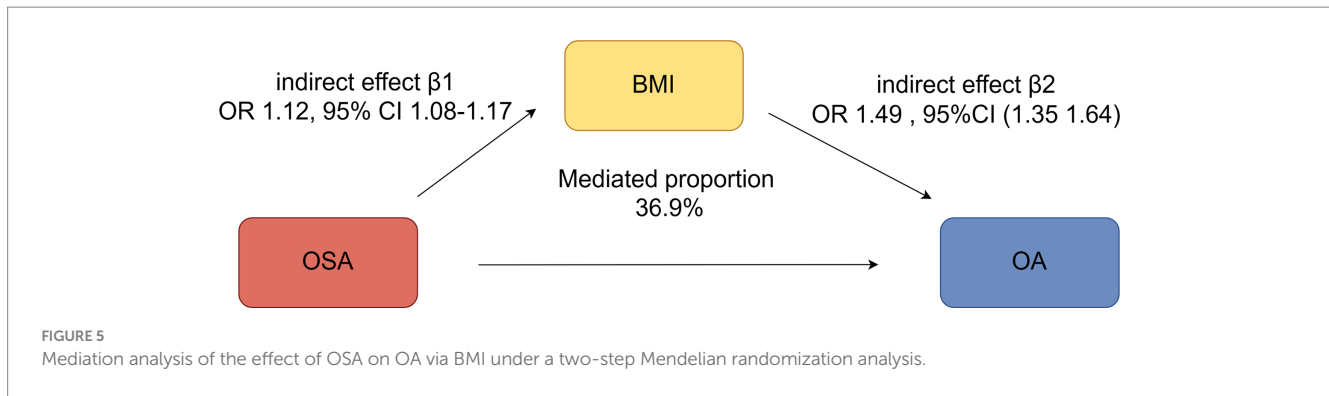 indirect effect β1
OR 1.12, 95% CI 1.08-1.17
BMI
indirect effect β2
OR 1.49 , 95%CI (1.35 1.64)
Mediated proportion
36.9%
OSA
OA
FIGURE 5
Mediation analysis of the effect of OSA on OA via BMI under a two-step Mendelian randomization analysis.